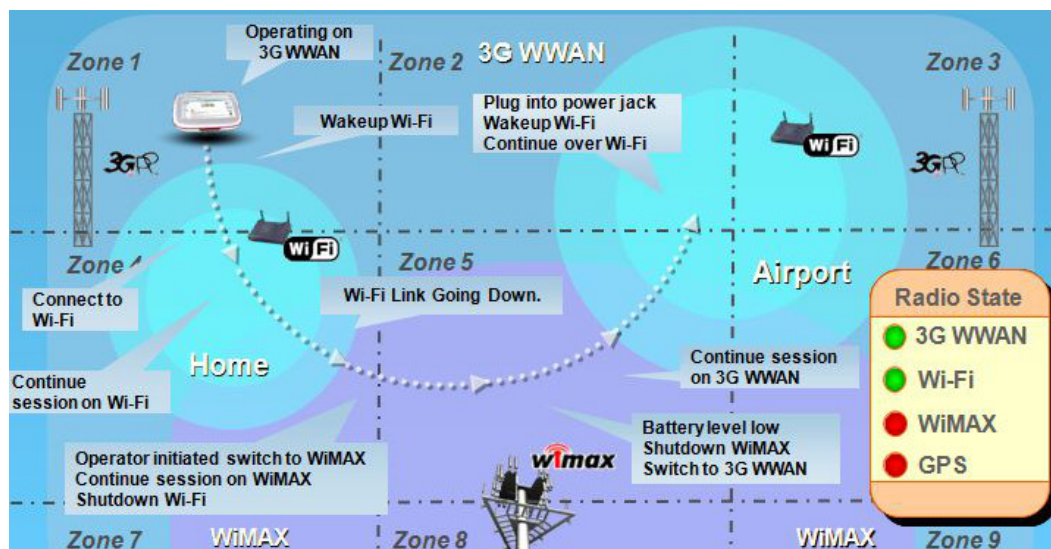 Operating on
3G WWAN
Zone 1
Zone 2
3G WWAN
Zone 3
Wakeup Wi-Fi
Plug into power jack
Wakeup Wi-Fi
Continue over Wi-Fi
Wi Fi
3GPP
3GPP
Wi Fi
Zone 4
Zone 5
Zone 6
Airport
Connect to
Wi-Fi
Wi-Fi Link Going Down.
Radio State
3G WWAN
Wi-Fi
WiMAX
GPS
Home
Continue
session on Wi-Fi
Continue session
on 3G WWAN
Operator initiated switch to WiMAX
Continue session on WiMAX
Shutdown Wi-Fi
Battery level low
Shutdown WiMAX
Switch to 3G WWAN
wimax
Zone 7
WiMAX
Zone 8
WiMAX
Zone 9